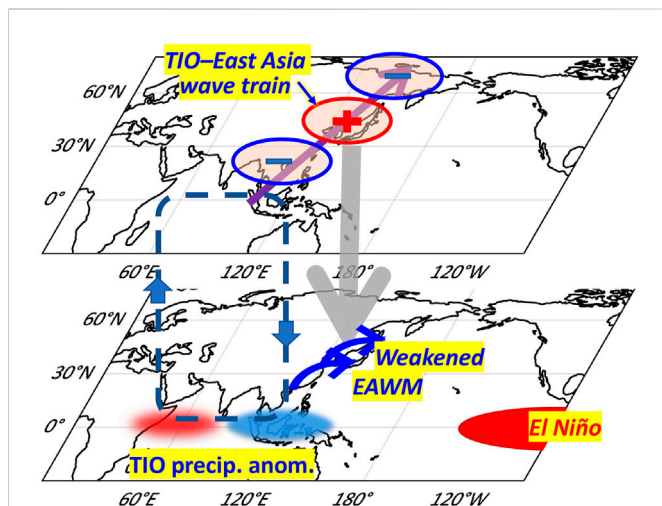 TIO–East Asia
wave train
60°N
30°N
0°
60°E
120°E
180°
120°W
60°N
30°N
0°
Weakened
EAWM
El Niño
TIO precip. anom.
60°E
120°E
180°
120°W